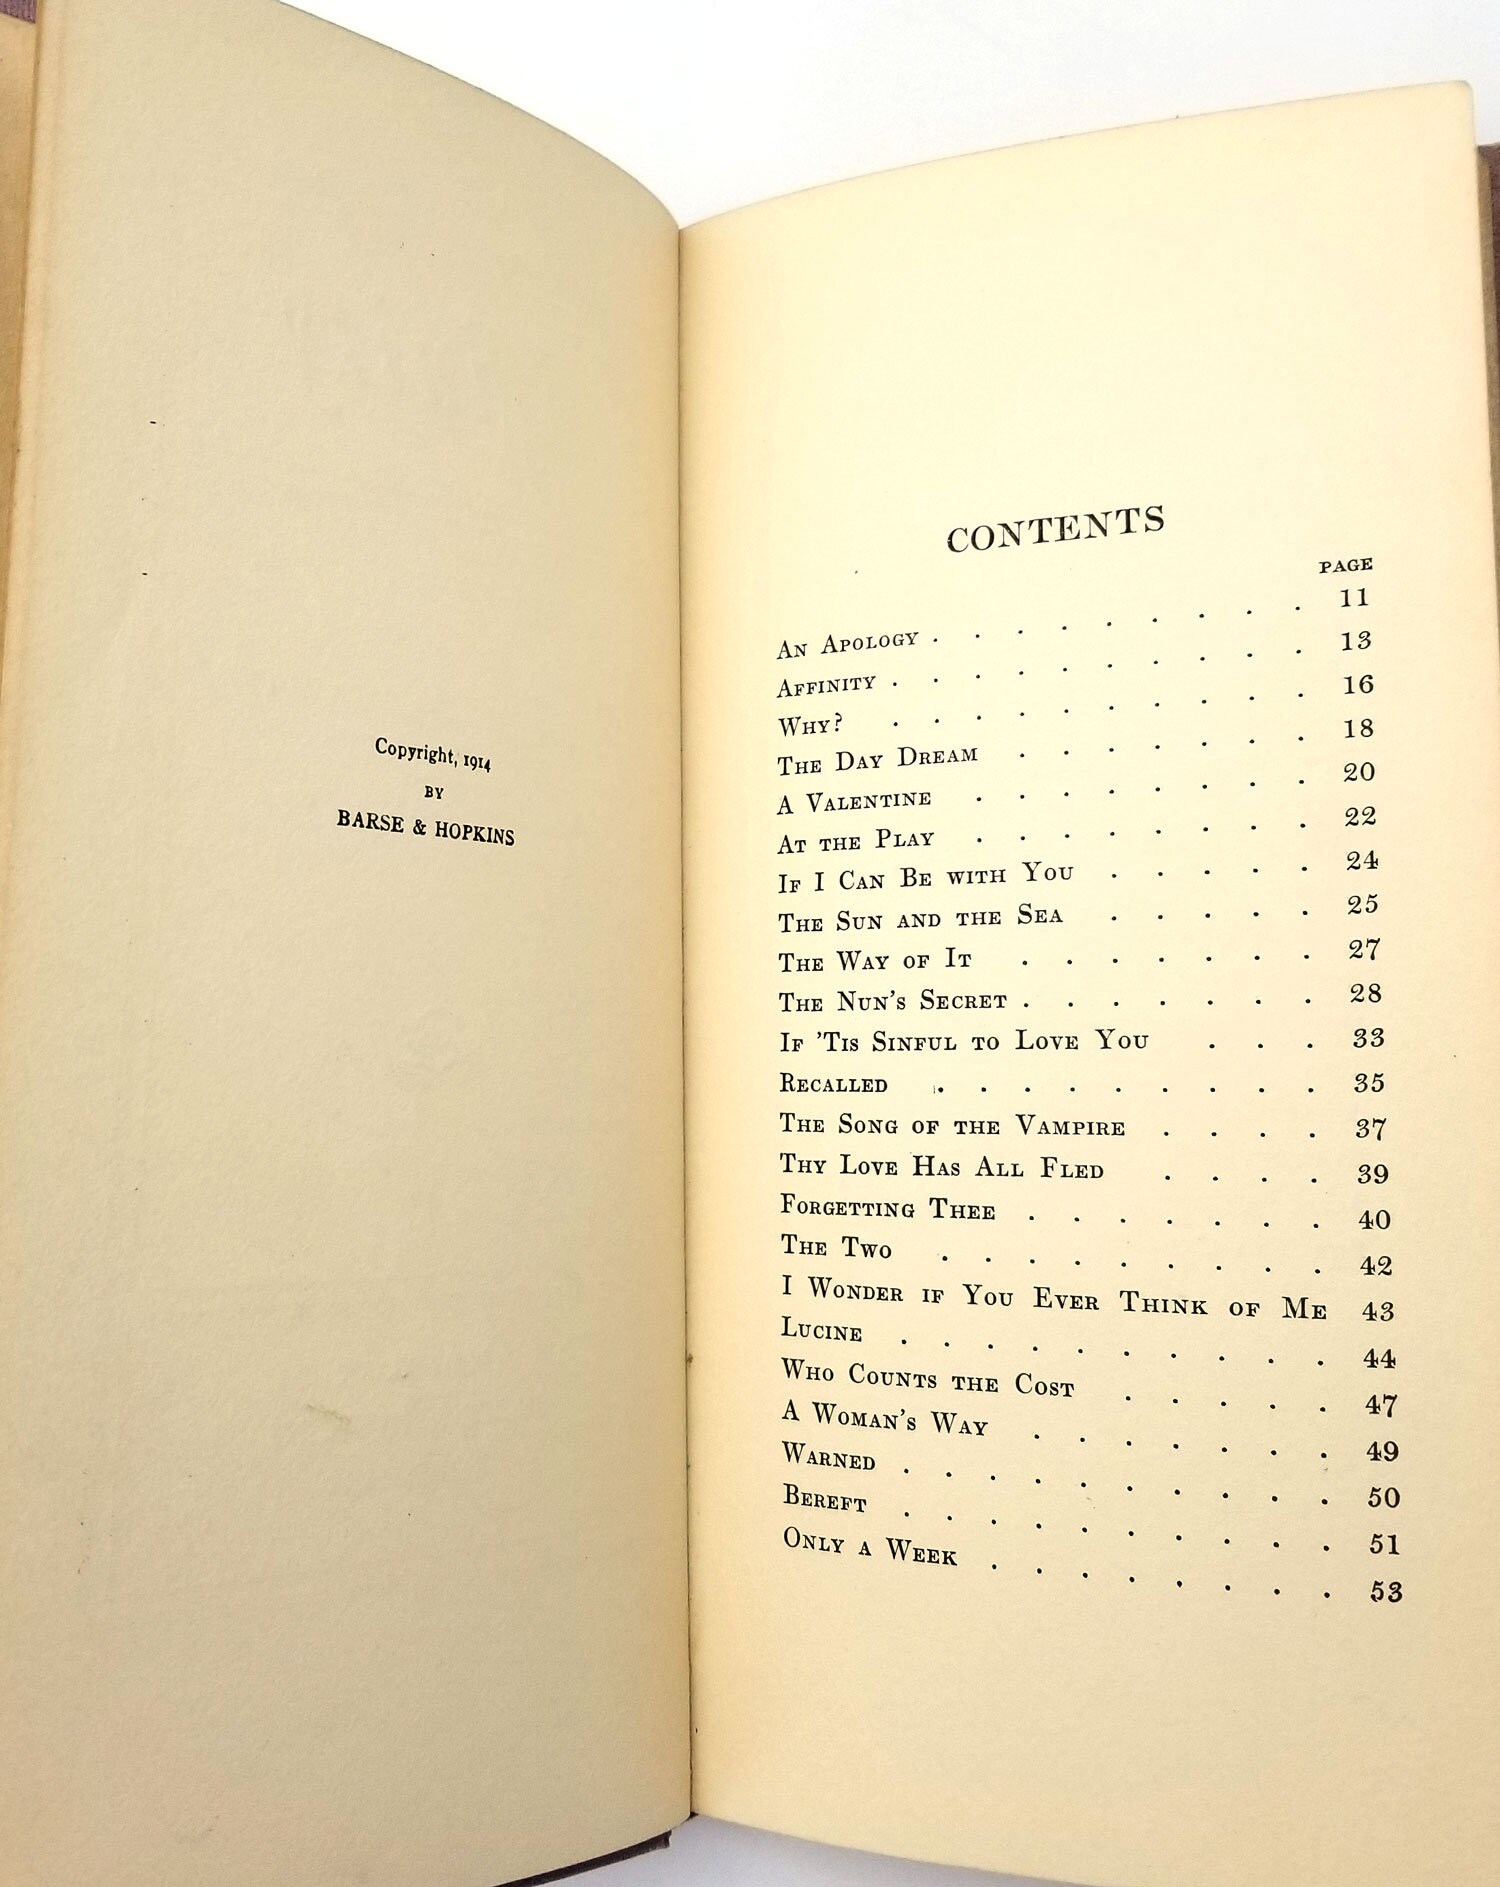 Copyright, 1914
BY
BARSE & HOPKINS
CONTENTS
PAGE
An Apology . . . . . . . . . 11
Affinity . . . . . . . . . . 13
Why? . . . . . . . . . . 16
The Day Dream . . . . . . . 18
A Valentine . . . . . . . . 20
At the Play . . . . . . . . 22
If I Can Be with You . . . . . 24
The Sun and the Sea . . . . . 25
The Way of It . . . . . . . 27
The Nun's Secret . . . . . . . 28
If 'Tis Sinful to Love You . . . 33
Recalled . . . . . . . . . 35
The Song of the Vampire . . . . 37
Thy Love Has All Fled . . . . 39
Forgetting Thee . . . . . . . 40
The Two . . . . . . . . . 42
I Wonder if You Ever Think of Me 43
Lucine . . . . . . . . . . 44
Who Counts the Cost . . . . . 47
A Woman's Way . . . . . . . 49
Warned . . . . . . . . . . 50
Bereft . . . . . . . . . . 51
Only a Week . . . . . . . . 53